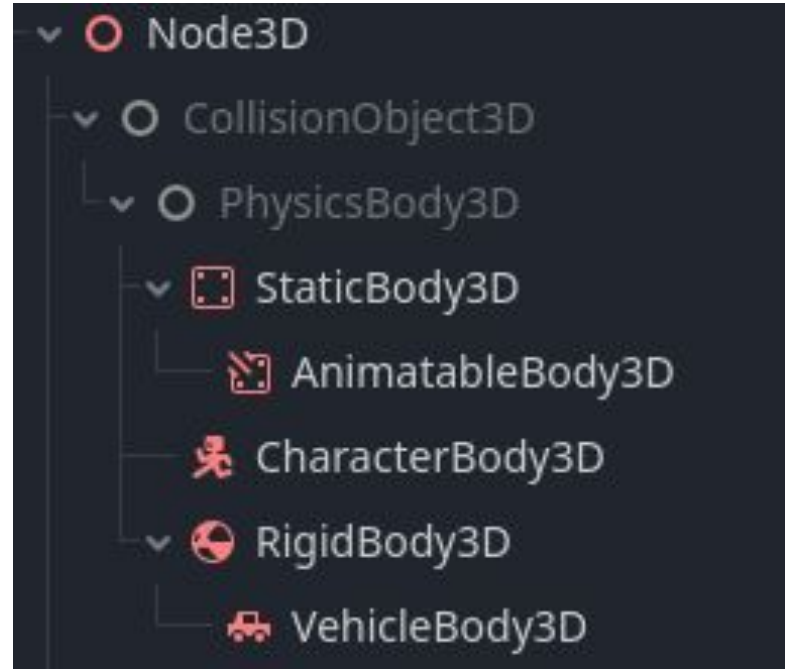 Node3D
CollisionObject3D
PhysicsBody3D
StaticBody3D
AnimatableBody3D
CharacterBody3D
RigidBody3D
VehicleBody3D